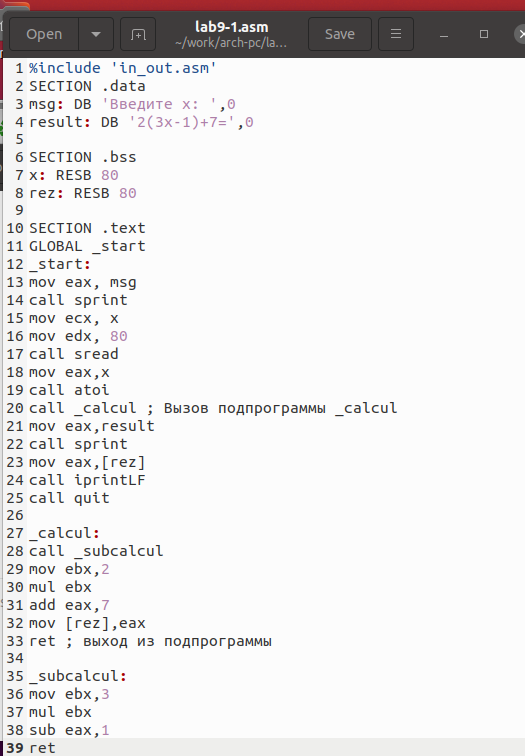 Open
lab9-1.asm
~/work/arch-pc/la...
Save
1 %include 'in_out.asm'
2 SECTION .data
3 msg: DB 'Введите x: ',0
4 result: DB '2(3x-1)+7=',0
5
6 SECTION .bss
7 x: RESB 80
8 rez: RESB 80
9
10 SECTION .text
11 GLOBAL _start
12 _start:
13 mov eax, msg
14 call sprint
15 mov ecx, x
16 mov edx, 80
17 call sread
18 mov eax,x
19 call atoi
20 call _calcul ; Вызов подпрограммы _calcul
21 mov eax,result
22 call sprint
23 mov eax,[rez]
24 call iprintLF
25 call quit
26
27 _calcul:
28 call _subcalcul
29 mov ebx,2
30 mul ebx
31 add eax,7
32 mov [rez],eax
33 ret ; выход из подпрограммы
34
35 _subcalcul:
36 mov ebx,3
37 mul ebx
38 sub eax,1
39 ret